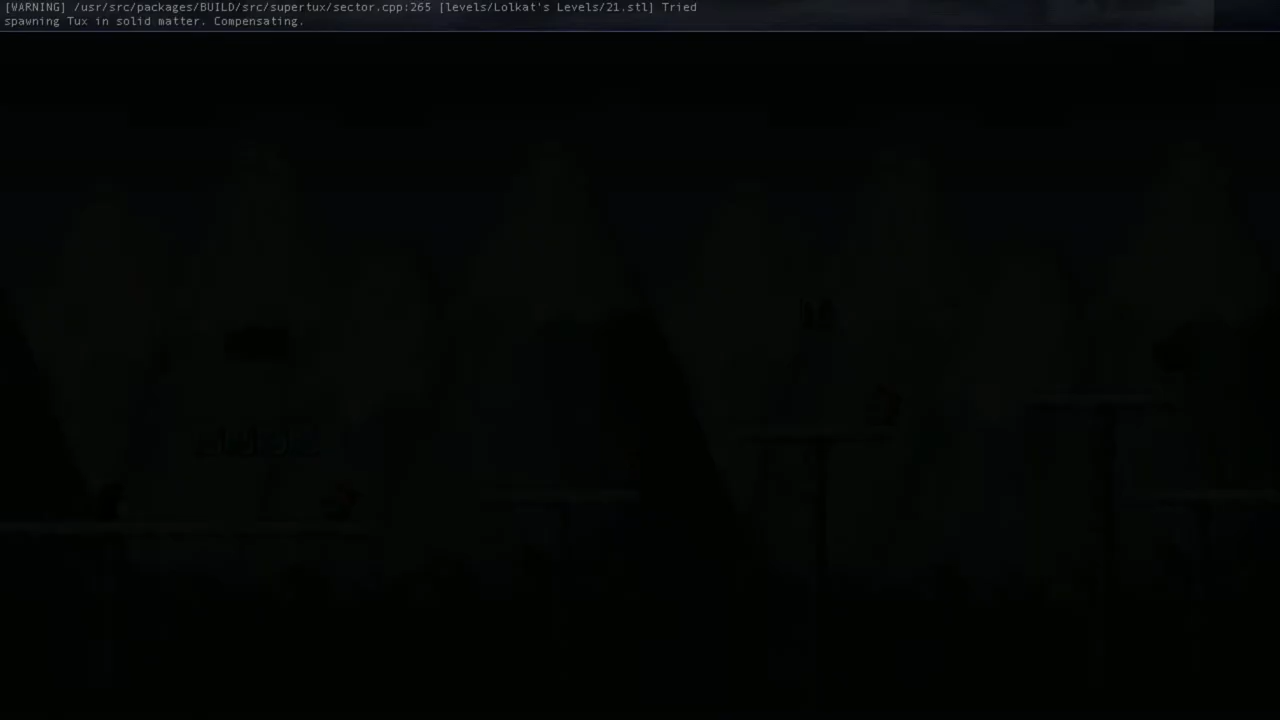 [WARNING] /usr/src/packages/BUILD/src/supertux/sector.cpp:265 [levels/Lolkat's Levels/21.stl] Tried
spawning Tux in solid matter. Compensating.